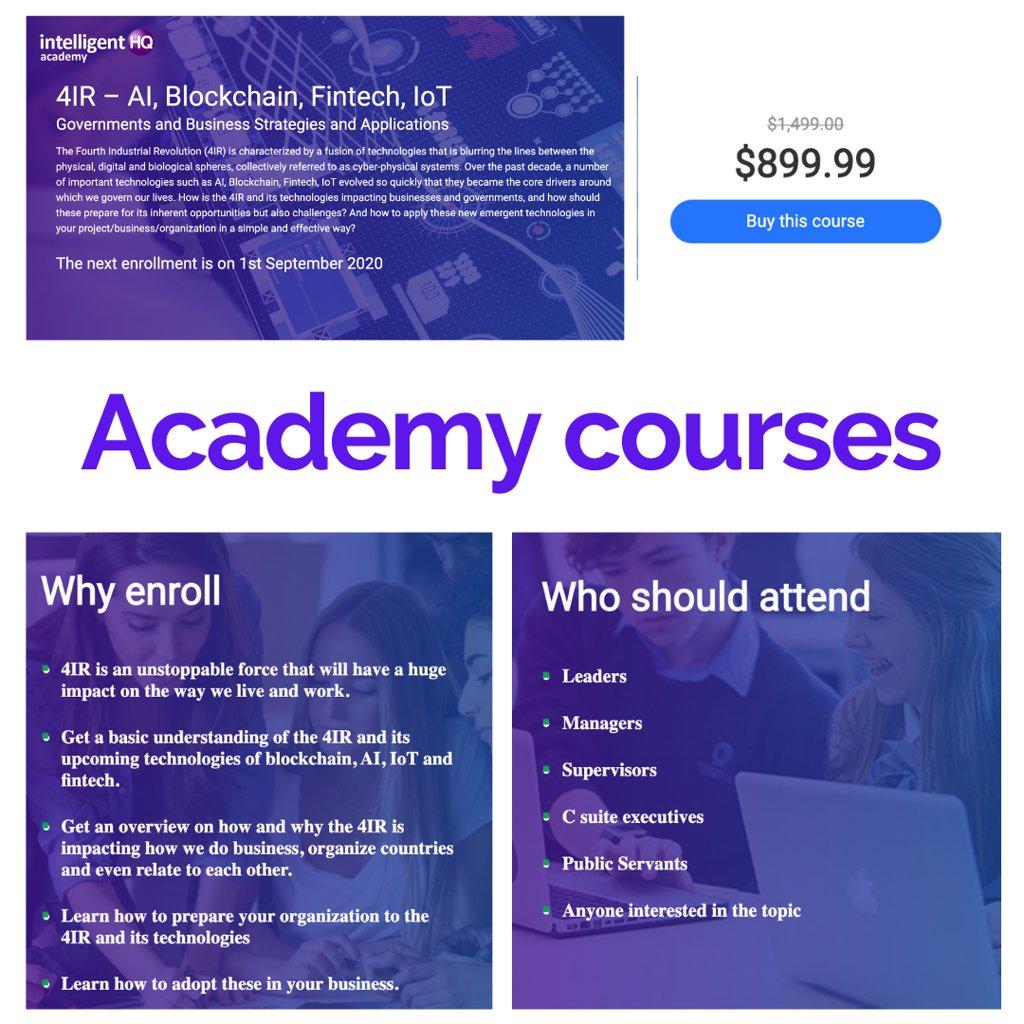 intelligent HQ
academy
4IR – AI, Blockchain, Fintech, IoT
Governments and Business Strategies and Applications
The Fourth Industrial Revolution (4IR) is characterized by a fusion of technologies that is blurring the lines between the
physical, digital and biological spheres, collectively referred to as cyber-physical systems. Over the past decade, a number
of important technologies such as AI, Blockchain, Fintech, IoT evolved so quickly that they became the core drivers around
which we govern our lives. How is the 4IR and its technologies impacting businesses and governments, and how should
these prepare for its inherent opportunities but also challenges? And how to apply these new emergent technologies in
your project/business/organization in a simple and effective way?
The next enrollment is on 1st September 2020
$1,499.00
$899.99
Buy this course
Academy courses
Why enroll
4IR is an unstoppable force that will have a huge
impact on the way we live and work.
Get a basic understanding of the 4IR and its
upcoming technologies of blockchain, AI, IoT and
fintech.
Get an overview on how and why the 4IR is
impacting how we do business, organize countries
and even relate to each other.
Learn how to prepare your organization to the
4IR and its technologies
Learn how to adopt these in your business.
Who should attend
Leaders
Managers
Supervisors
C suite executives
Public Servants
Anyone interested in the topic